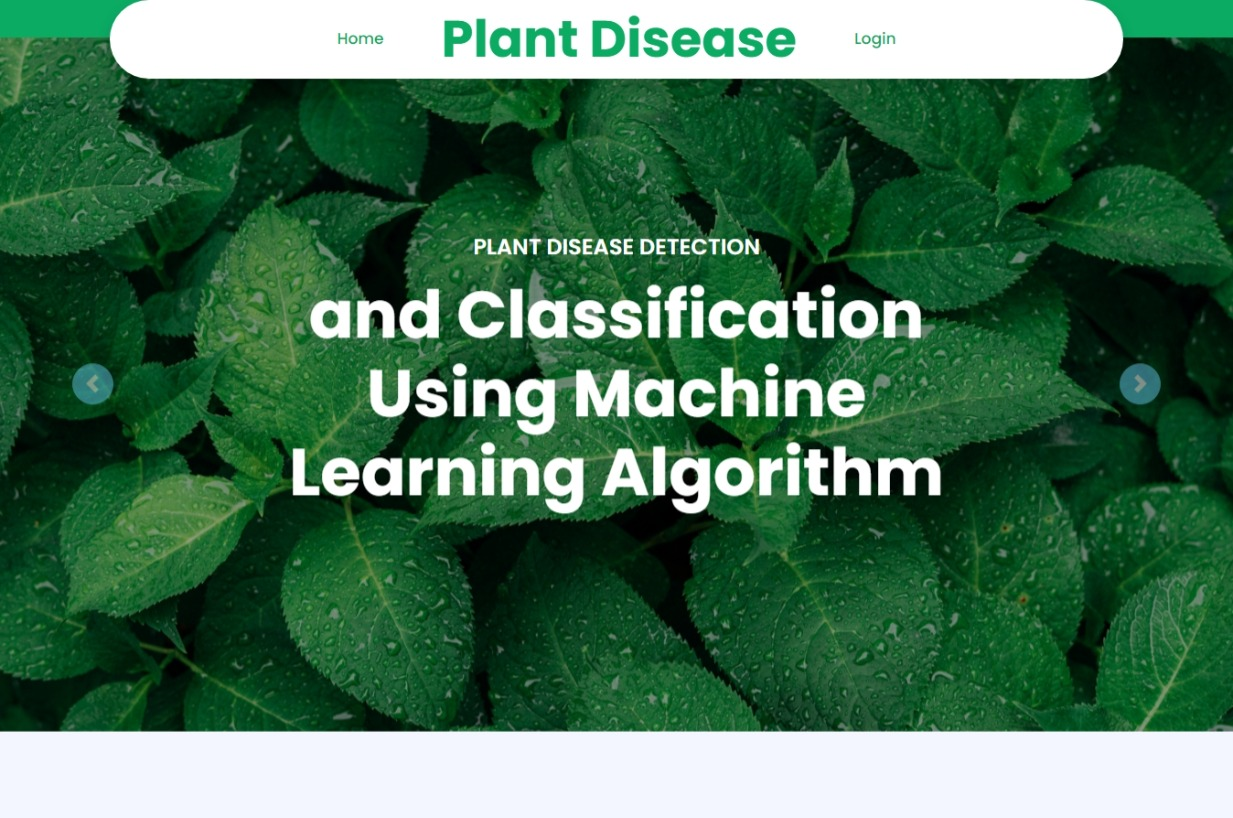 Home
Plant Disease
Login
PLANT DISEASE DETECTION
and Classification
Using Machine
Learning Algorithm